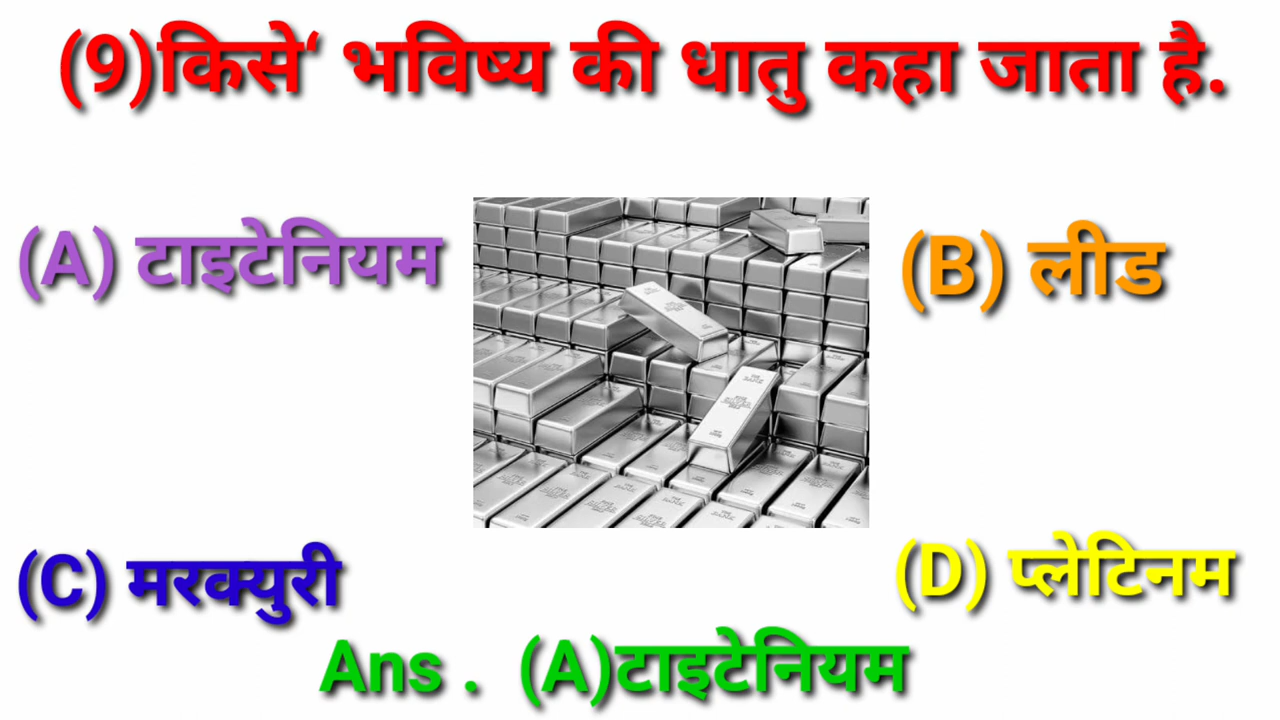 (9)किसे‘ भविष्य की धातु कहा जाता है.
(A) टाइटेनियम
(B) लीड
(C) मरक्युरी
(D) प्लेटिनम
Ans . (A)टाइटेनियम